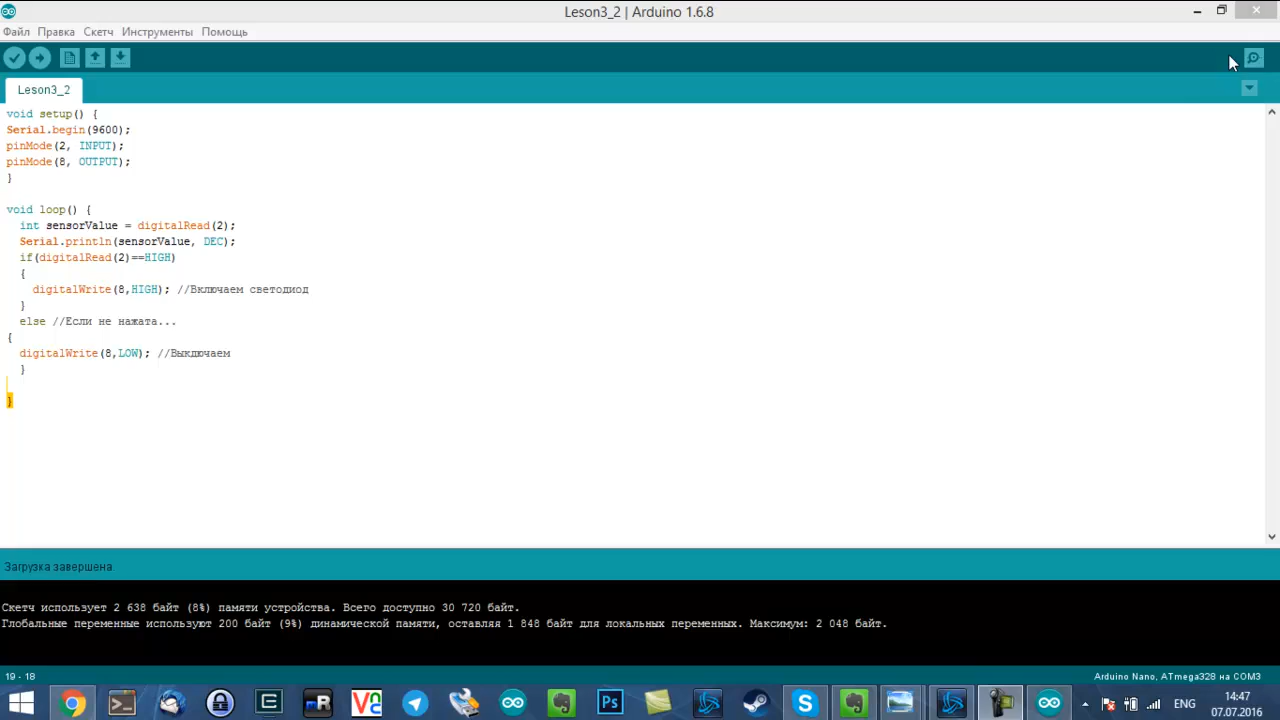 Leson3_2 | Arduino 1.6.8
Файл Правка Скетч Инструменты Помощь
Leson3_2
void setup() {
Serial.begin(9600);
pinMode(2, INPUT);
pinMode(8, OUTPUT);
}
void loop() {
int sensorValue = digitalRead(2);
Serial.println(sensorValue, DEC);
if(digitalRead(2)==HIGH)
{
digitalWrite(8,HIGH); //Включаем светодиод
}
else //Если не нажата...
{
digitalWrite(8,LOW); //Выкдючаем
}
}
Загрузка завершена
Скетч использует 2 638 байт (8%) памяти устройства. Всего доступно 30 720 байт.
Глобальные переменные используют 200 байт (9%) динамической памяти, оставляя 1 848 байт для локальных переменных. Максимум: 2 048 байт.
19 - 18
Arduino Nano, ATmega328 на COM3
ENG
14:47
07.07.2016